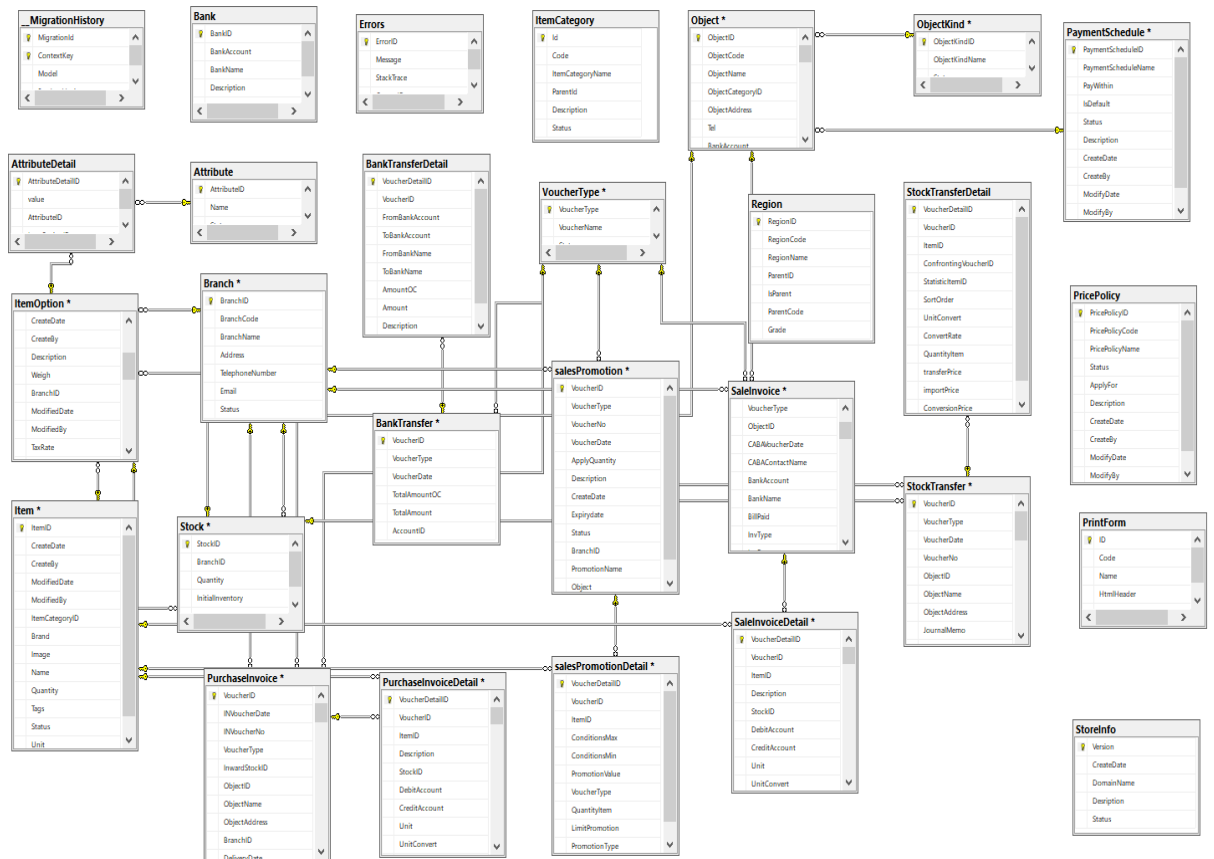 __MigrationHistory
MigrationId
ContextKey
Model
Bank
BankID
BankAccount
BankName
Description
Errors
ErrorID
Message
StackTrace
ItemCategory
Id
Code
ItemCategoryName
ParentId
Description
Status
Object *
ObjectID
ObjectCode
ObjectName
ObjectCategoryID
ObjectAddress
Tel
BankAccount
ObjectKind *
ObjectKindID
ObjectKindName
PaymentSchedule *
PaymentScheduleID
PaymentScheduleName
PayWithin
IsDefault
Status
Description
CreateDate
CreateBy
ModifyDate
ModifyBy
AttributeDetail
AttributeDetailID
value
AttributeID
Attribute
AttributeID
Name
BankTransferDetail
VoucherDetailID
VoucherID
FromBankAccount
ToBankAccount
FromBankName
ToBankName
AmountOC
Amount
Description
VoucherType *
VoucherType
VoucherName
Region
RegionID
RegionCode
RegionName
ParentID
IsParent
ParentCode
Grade
StockTransferDetail
VoucherDetailID
VoucherID
ItemID
ConfrontingVoucherID
StatisticItemID
SortOrder
UnitConvert
ConvertRate
QuantityItem
transferPrice
importPrice
ConversionPrice
ItemOption *
CreateDate
CreateBy
Description
Weigh
BranchID
ModifiedDate
ModifiedBy
TaxRate
Branch *
BranchID
BranchCode
BranchName
Address
TelephoneNumber
Email
Status
PricePolicy
PricePolicyID
PricePolicyCode
PricePolicyName
Status
ApplyFor
Description
CreateDate
CreateBy
ModifyDate
ModifyBy
BankTransfer *
VoucherID
VoucherType
VoucherDate
TotalAmountOC
TotalAmount
AccountID
salesPromotion *
VoucherID
VoucherType
VoucherNo
VoucherDate
ApplyQuantity
Description
CreateDate
Expirydate
Status
BranchID
PromotionName
Object
SaleInvoice *
VoucherType
ObjectID
CABAVoucherDate
CABAContactName
BankAccount
BankName
BillPaid
InvType
StockTransfer *
VoucherID
VoucherType
VoucherDate
VoucherNo
ObjectID
ObjectName
ObjectAddress
JournalMemo
Item *
ItemID
CreateDate
CreateBy
ModifiedDate
ModifiedBy
ItemCategoryID
Brand
Image
Name
Quantity
Tags
Status
Unit
Stock *
StockID
BranchID
Quantity
InitialInventory
PrintForm
ID
Code
Name
HtmlHeader
PurchaseInvoice *
VoucherID
INVoucherDate
INVoucherNo
VoucherType
InwardStockID
ObjectID
ObjectName
ObjectAddress
BranchID
DeliveryDate
PurchaseInvoiceDetail *
VoucherDetailID
VoucherID
ItemID
Description
StockID
DebitAccount
CreditAccount
Unit
UnitConvert
salesPromotionDetail *
VoucherDetailID
VoucherID
ItemID
ConditionsMax
ConditionsMin
PromotionValue
VoucherType
QuantityItem
LimitPromotion
PromotionType
SaleInvoiceDetail *
VoucherDetailID
VoucherID
ItemID
Description
StockID
DebitAccount
CreditAccount
Unit
UnitConvert
StoreInfo
Version
CreateDate
DomainName
Desription
Status